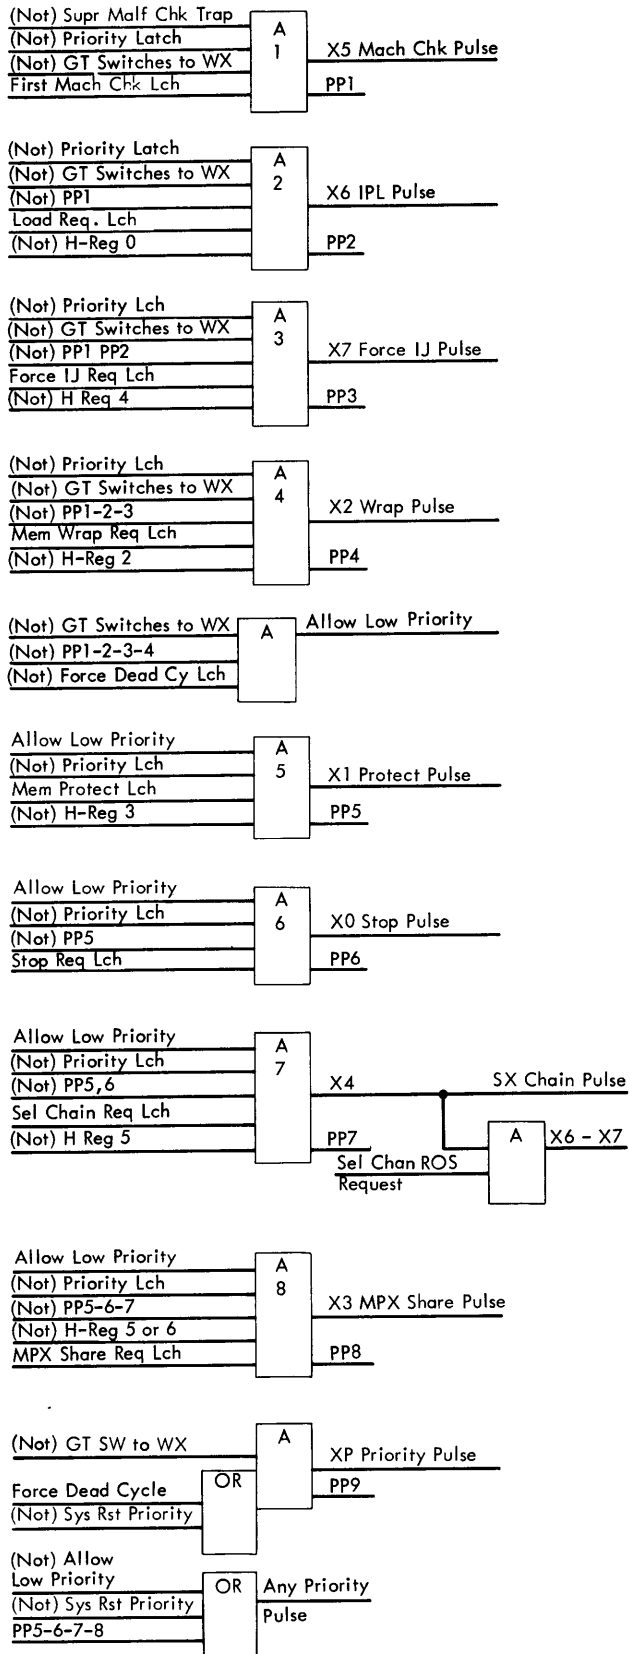 (Not) Supr Malf Chk Trap
(Not) Priority Latch
(Not) GT Switches to WX
First Mach Chk Lch
A
1
X5 Mach Chk Pulse
PP1
(Not) Priority Latch
(Not) GT Switches to WX
(Not) PP1
Load Req. Lch
(Not) H-Reg 0
A
2
X6 IPL Pulse
PP2
(Not) Priority Lch
(Not) GT Switches to WX
(Not) PP1 PP2
Force IJ Req Lch
(Not) H Req 4
A
3
X7 Force IJ Pulse
PP3
(Not) Priority Lch
(Not) GT Switches to WX
(Not) PP1-2-3
Mem Wrap Req Lch
(Not) H-Reg 2
A
4
X2 Wrap Pulse
PP4
(Not) GT Switches to WX
(Not) PP1-2-3-4
(Not) Force Dead Cy Lch
A
Allow Low Priority
Allow Low Priority
(Not) Priority Lch
Mem Protect Lch
(Not) H-Reg 3
A
5
X1 Protect Pulse
PP5
Allow Low Priority
(Not) Priority Lch
(Not) PP5
Stop Req Lch
A
6
X0 Stop Pulse
PP6
Allow Low Priority
(Not) Priority Lch
(Not) PP5,6
Sel Chain Req Lch
(Not) H Reg 5
A
7
X4
PP7
SX Chain Pulse
Sel Chan ROS
Request
A
X6 - X7
Allow Low Priority
(Not) Priority Lch
(Not) PP5-6-7
(Not) H-Reg 5 or 6
MPX Share Req Lch
A
8
X3 MPX Share Pulse
PP8
(Not) GT SW to WX
Force Dead Cycle
(Not) Sys Rst Priority
OR
A
XP Priority Pulse
PP9
(Not) Allow
Low Priority
(Not) Sys Rst Priority
PP5-6-7-8
OR
Any Priority
Pulse